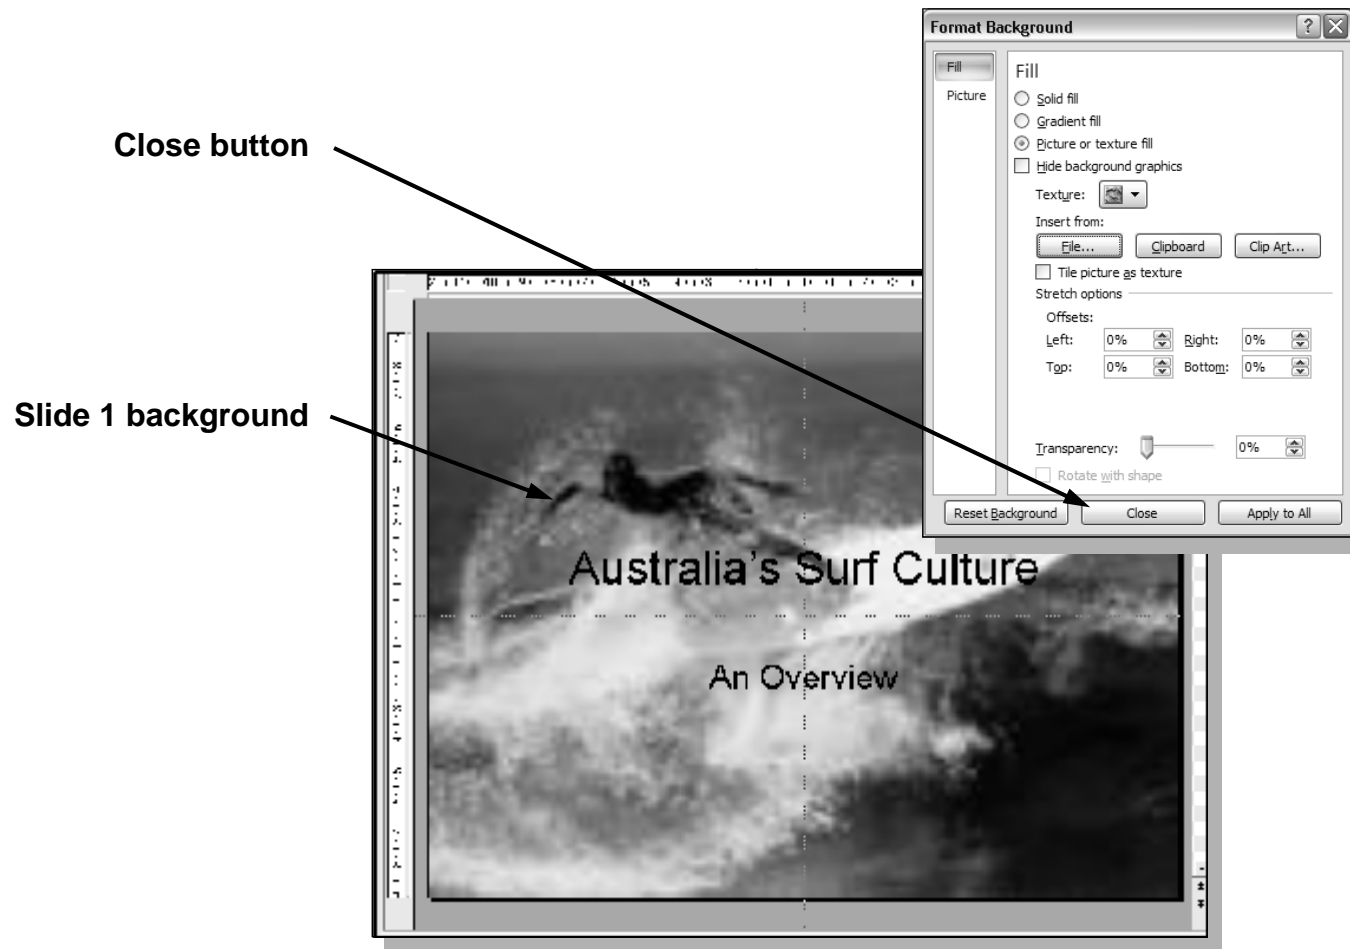 Format Background
Fill
Picture
Fill
Solid fill
Gradient fill
Picture or texture fill
Hide background graphics
Texture:
Insert from:
File...
Clipboard
Clip Art...
Tile picture as texture
Stretch options
Offsets:
Left: 0% Right: 0%
Top: 0% Bottom: 0%
Transparency: 0%
Rotate with shape
Reset Background
Close
Apply to All
Close button
Slide 1 background
Australia's Surf Culture
An Overview